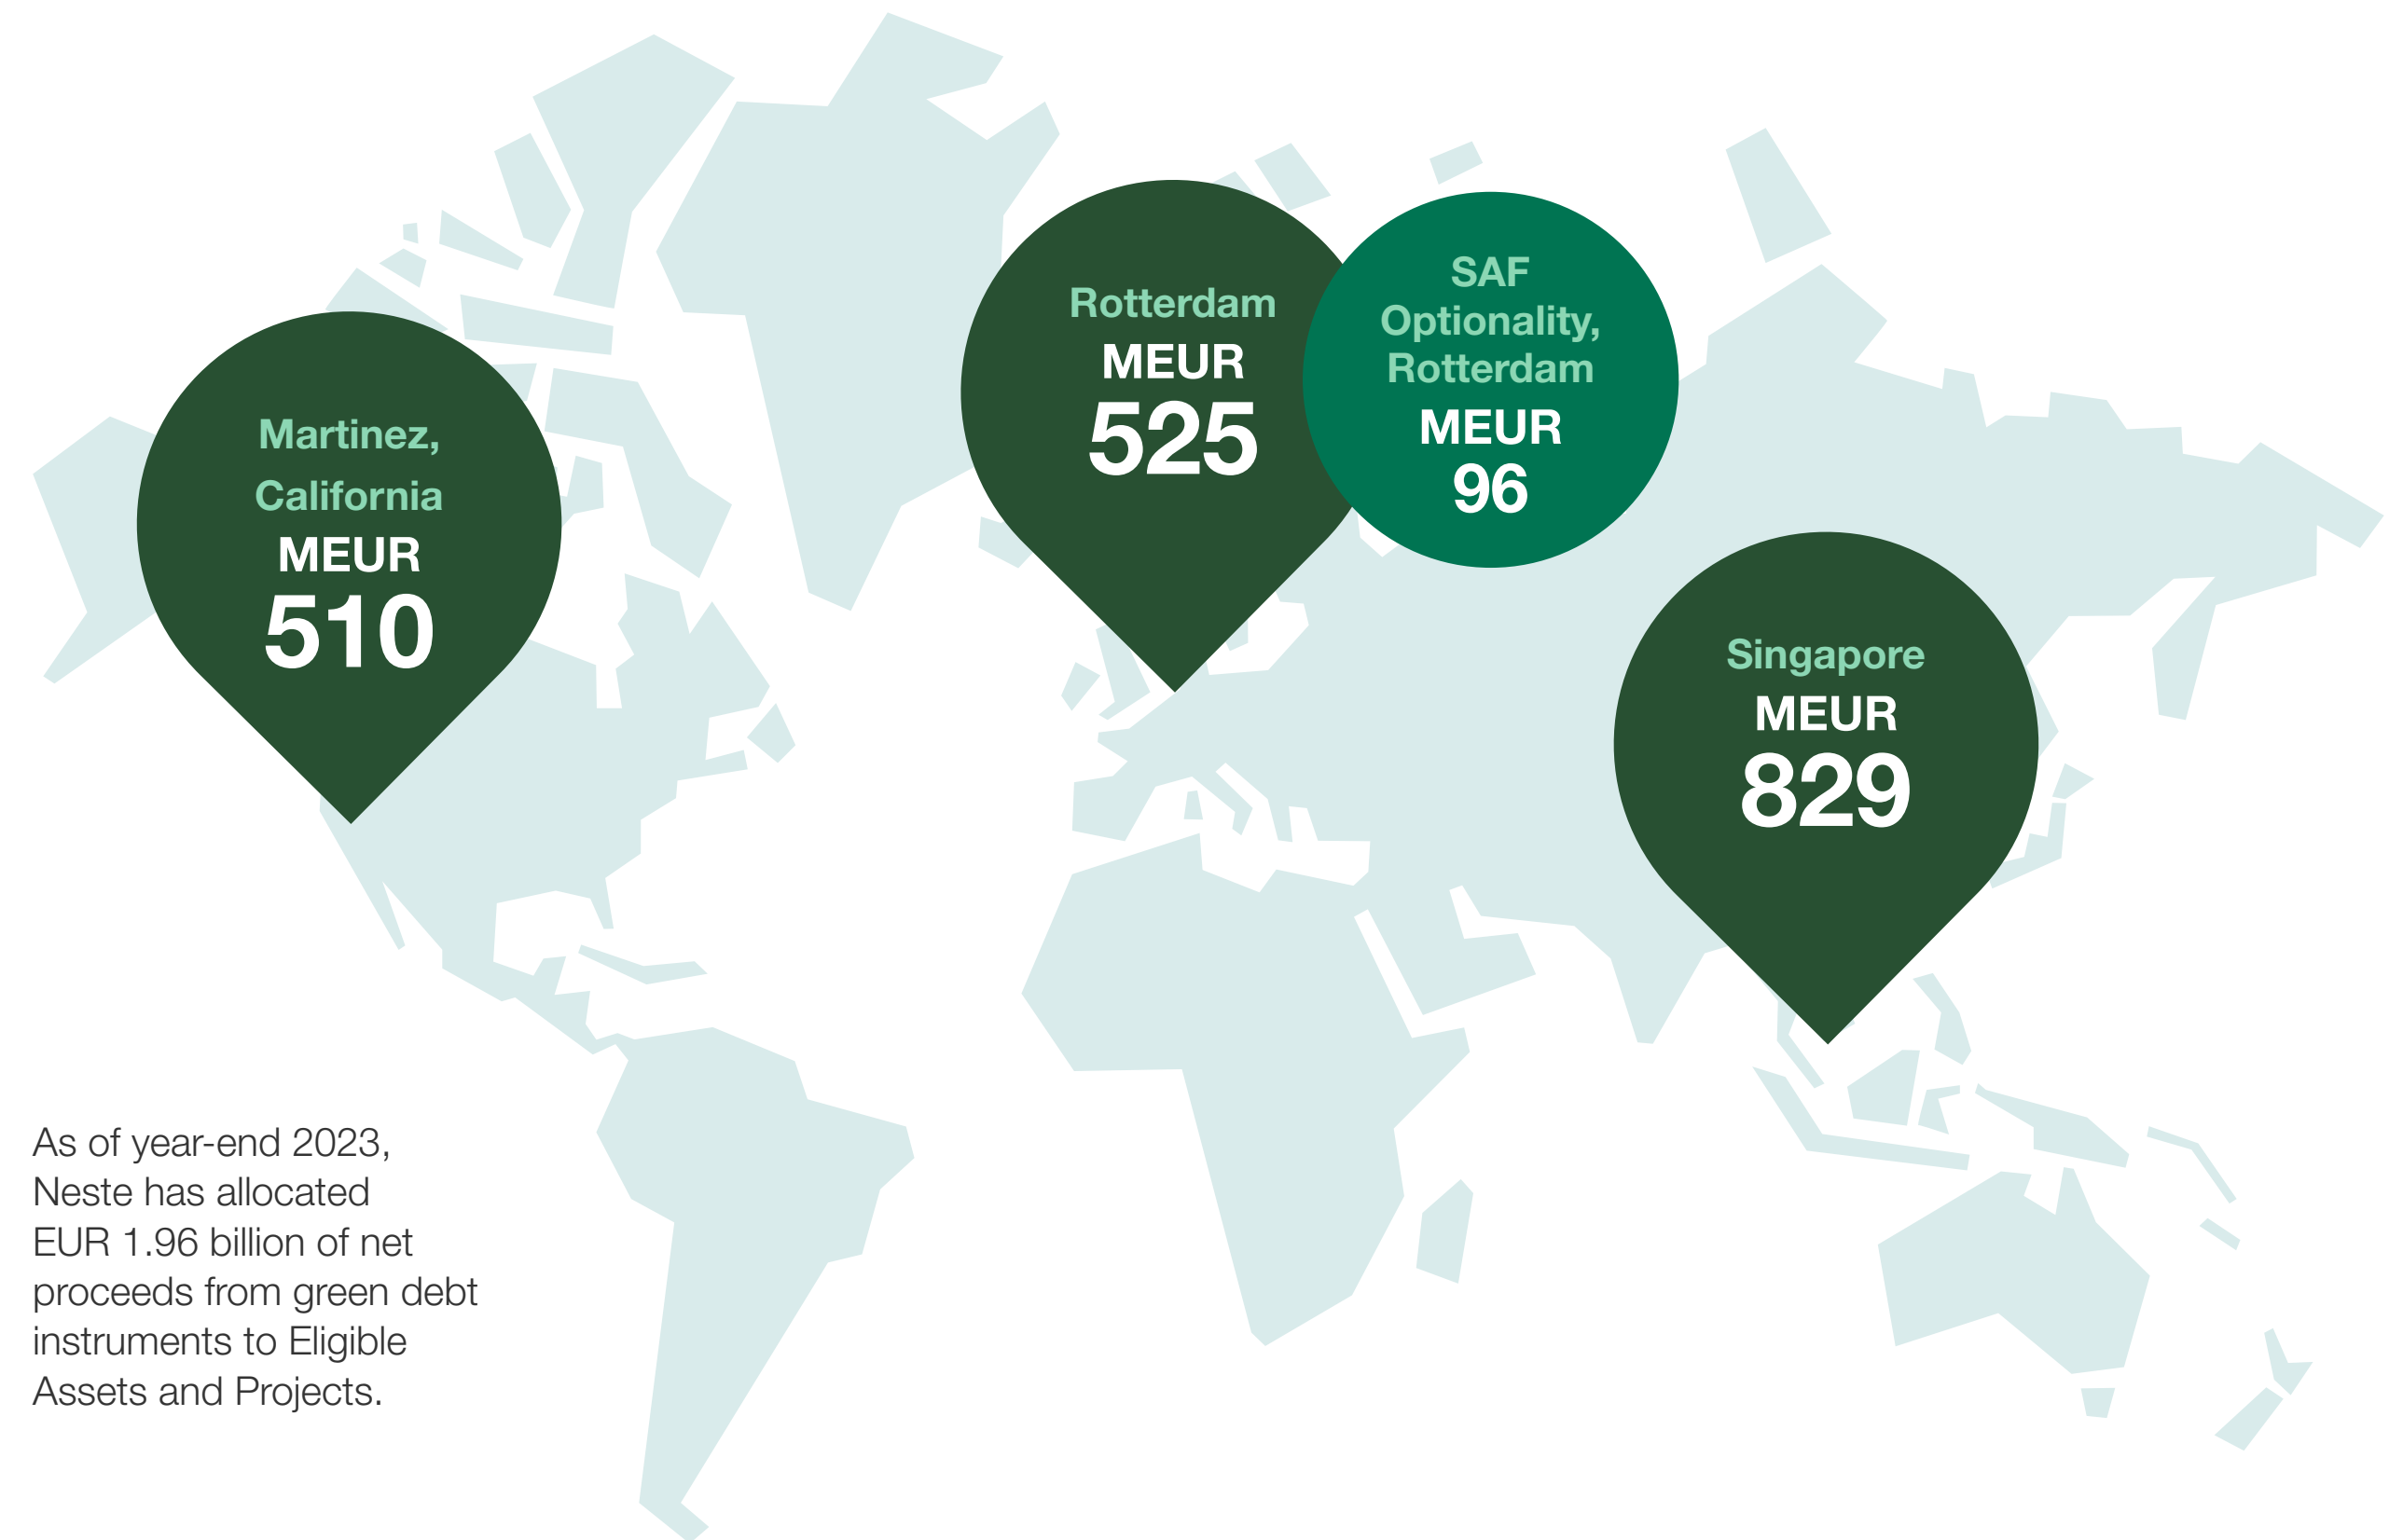 Martinez,
California
MEUR
510
Rotterdam
MEUR
525
SAF
Optionality,
Rotterdam
MEUR
96
Singapore
MEUR
829
As of year-end 2023,
Neste has allocated
EUR 1.96 billion of net
proceeds from green debt
instruments to Eligible
Assets and Projects.